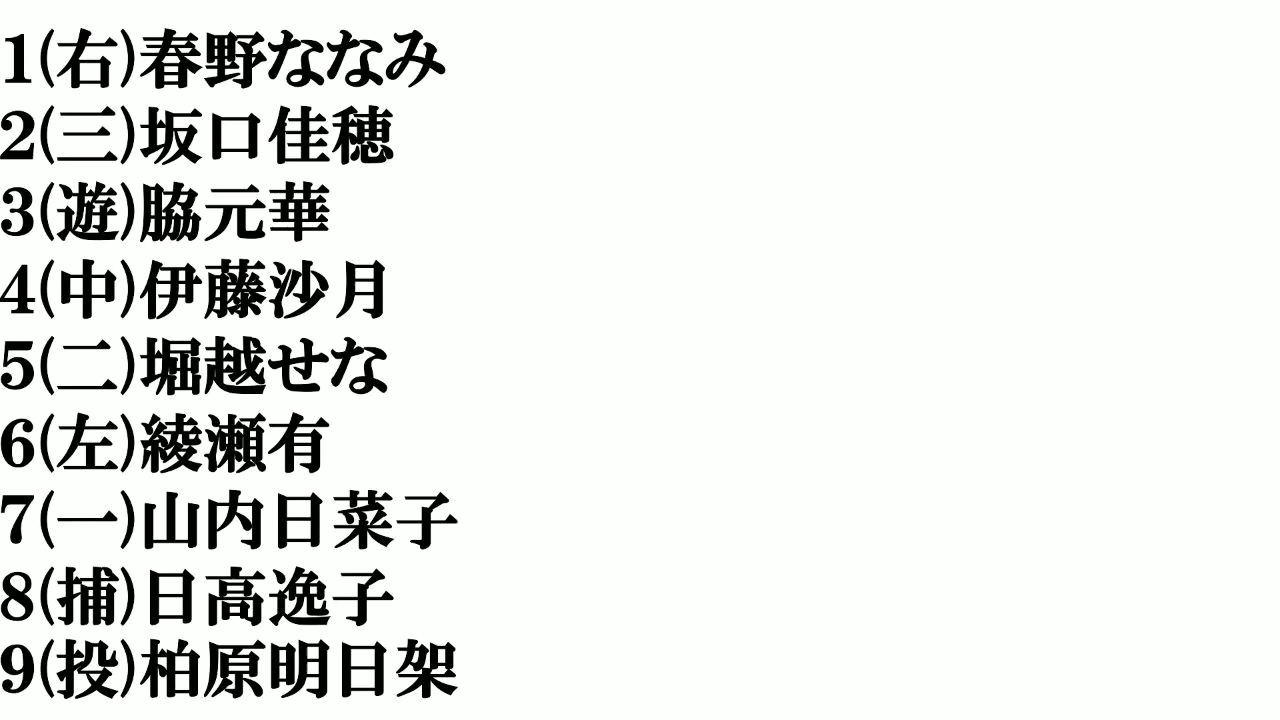 1(右)春野ななみ
2(三)坂口佳穂
3(遊)脇元華
4(中)伊藤沙月
5(二)堀越せな
6(左)綾瀬有
7(一)山内日菜子
8(捕)日高逸子
9(投)柏原明日架